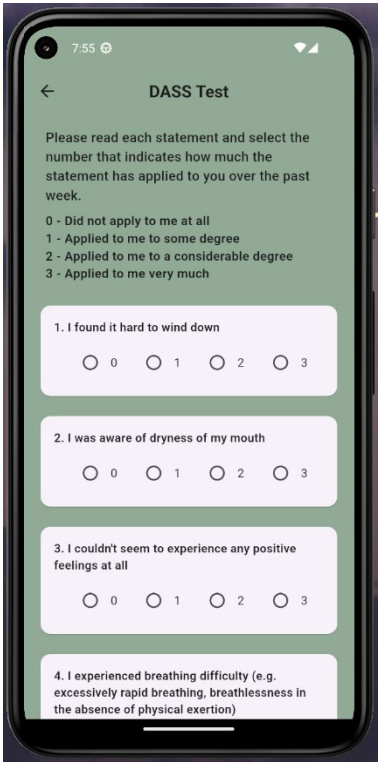 7:55
DASS Test
Please read each statement and select the
number that indicates how much the
statement has applied to you over the past
week.
0 - Did not apply to me at all
1 - Applied to me to some degree
2 - Applied to me to a considerable degree
3 - Applied to me very much
1. I found it hard to wind down
0 1 2 3
2. I was aware of dryness of my mouth
0 1 2 3
3. I couldn't seem to experience any positive
feelings at all
0 1 2 3
4. I experienced breathing difficulty (e.g.
excessively rapid breathing, breathlessness in
the absence of physical exertion)